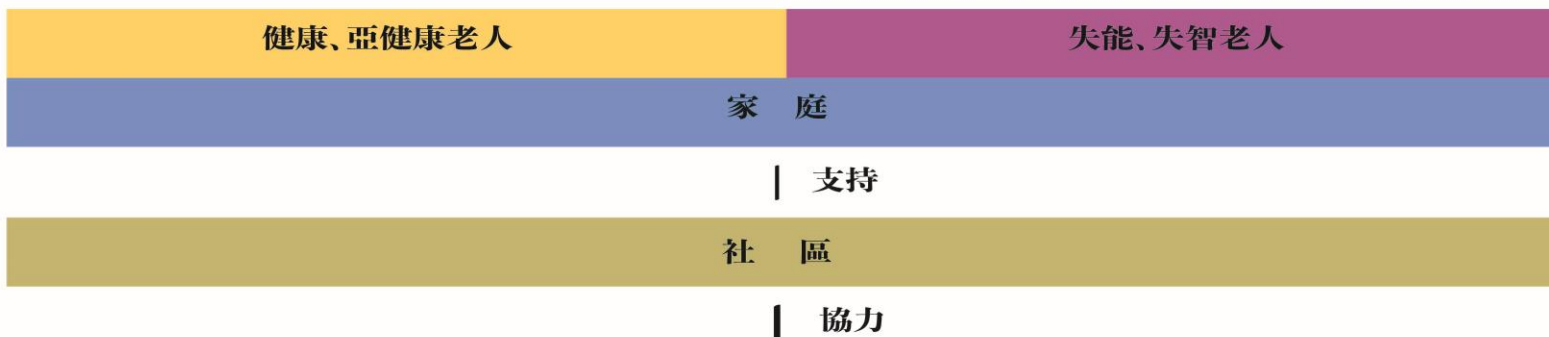 健康、亞健康老人
失能、失智老人
家 庭
支持
社 區
協力